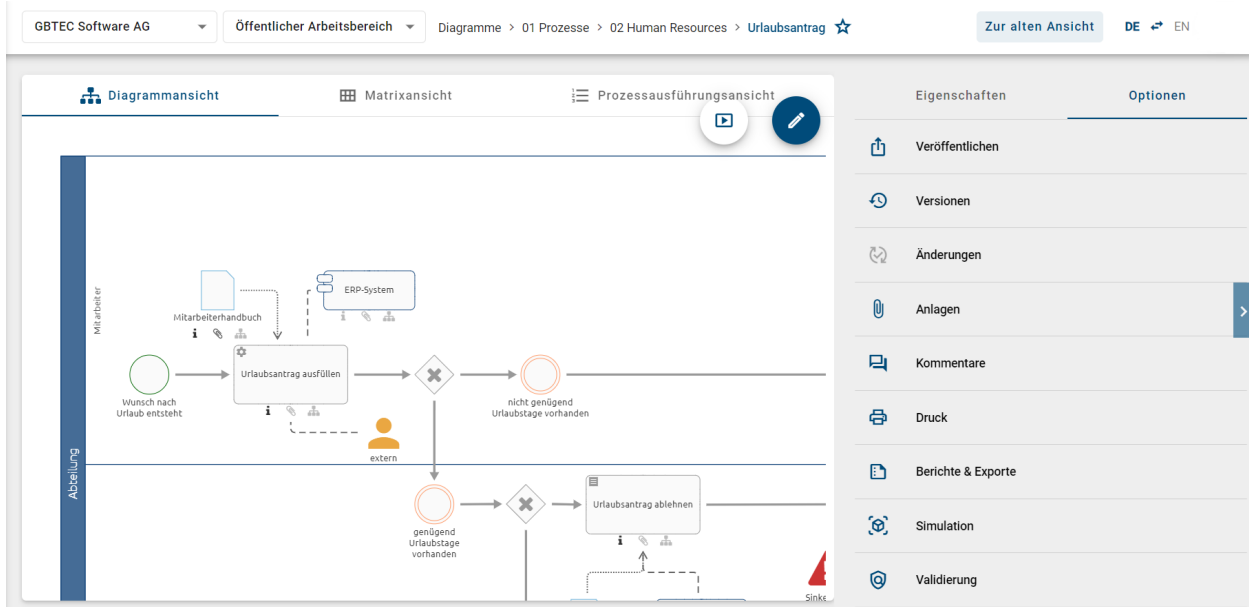 GBTEC Software AG
Öffentlicher Arbeitsbereich
Diagramme > 01 Prozesse > 02 Human Resources > Urlaubsantrag
Zur alten Ansicht
DE EN
Diagrammansicht
Matrixansicht
Prozessausführungsansicht
Eigenschaften
Optionen
Veröffentlichen
Versionen
Änderungen
Anlagen
Kommentare
Druck
Berichte & Exporte
Simulation
Validierung
Abteilung
Mitarbeiter
Mitarbeiterhandbuch
ERP-System
Wunsch nach
Urlaub entsteht
Urlaubsantrag ausfüllen
nicht genügend
Urlaubstage vorhanden
extern
genügend
Urlaubstage
vorhanden
Urlaubsantrag ablehnen
Sinke